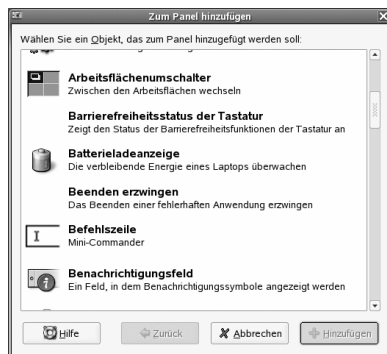 Zum Panel hinzufügen
Wählen Sie ein Objekt, das zum Panel hinzugefügt werden soll:
Arbeitsflächenumschalter
Zwischen den Arbeitsflächen wechseln
Barrierefreiheitsstatus der Tastatur
Zeigt den Status der Barrierefreiheitsfunktionen der Tastatur an
Batterieladeanzeige
Die verbleibende Energie eines Laptops überwachen
Beenden erzwingen
Das Beenden einer fehlerhaften Anwendung erzwingen
Befehlszeile
Mini-Commander
Benachrichtigungsfeld
Ein Feld, in dem Benachrichtigungssymbole angezeigt werden
Hilfe Zurück Abbrechen Hinzufügen